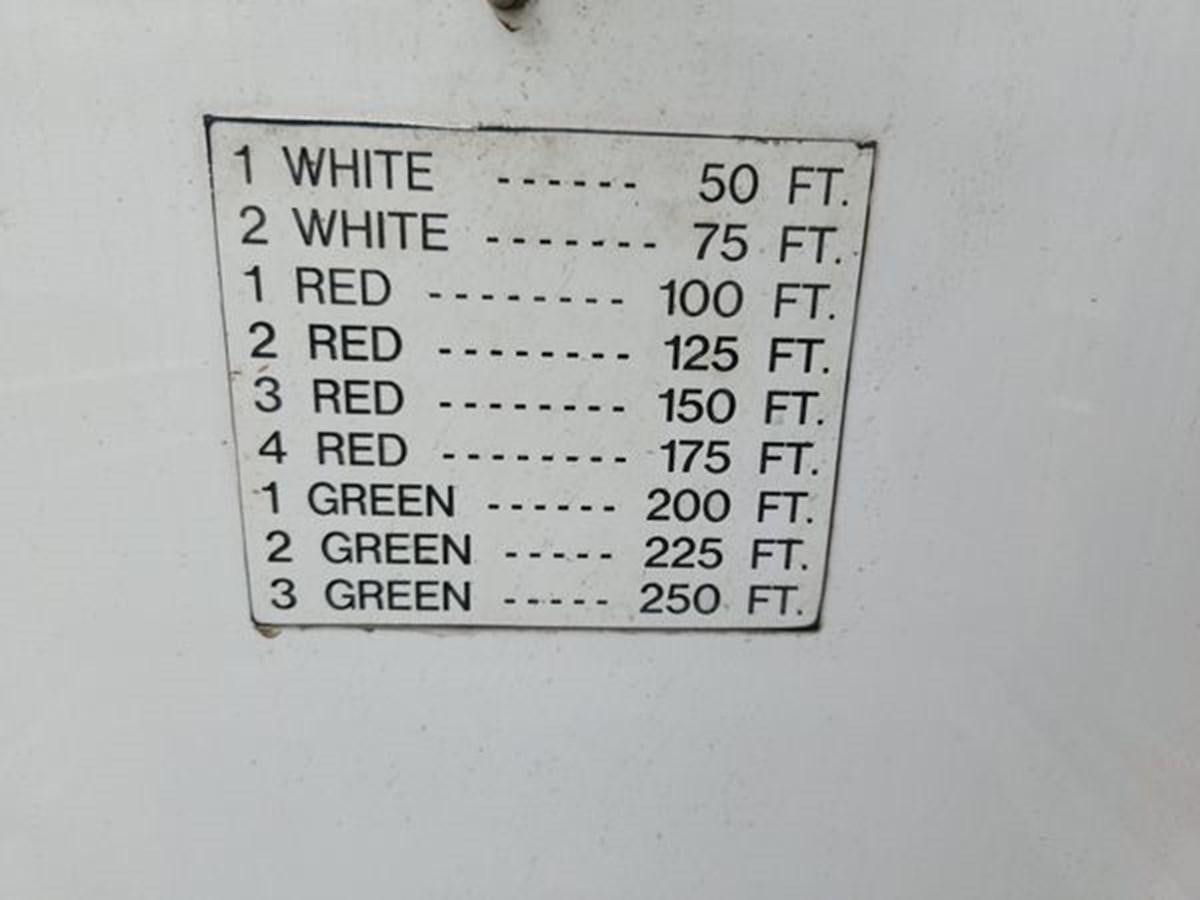 1 WHITE ------ 50 FT.
2 WHITE ------- 75 FT.
1 RED -------- 100 FT.
2 RED -------- 125 FT.
3 RED -------- 150 FT.
4 RED -------- 175 FT.
1 GREEN ------ 200 FT.
2 GREEN ----- 225 FT.
3 GREEN ----- 250 FT.